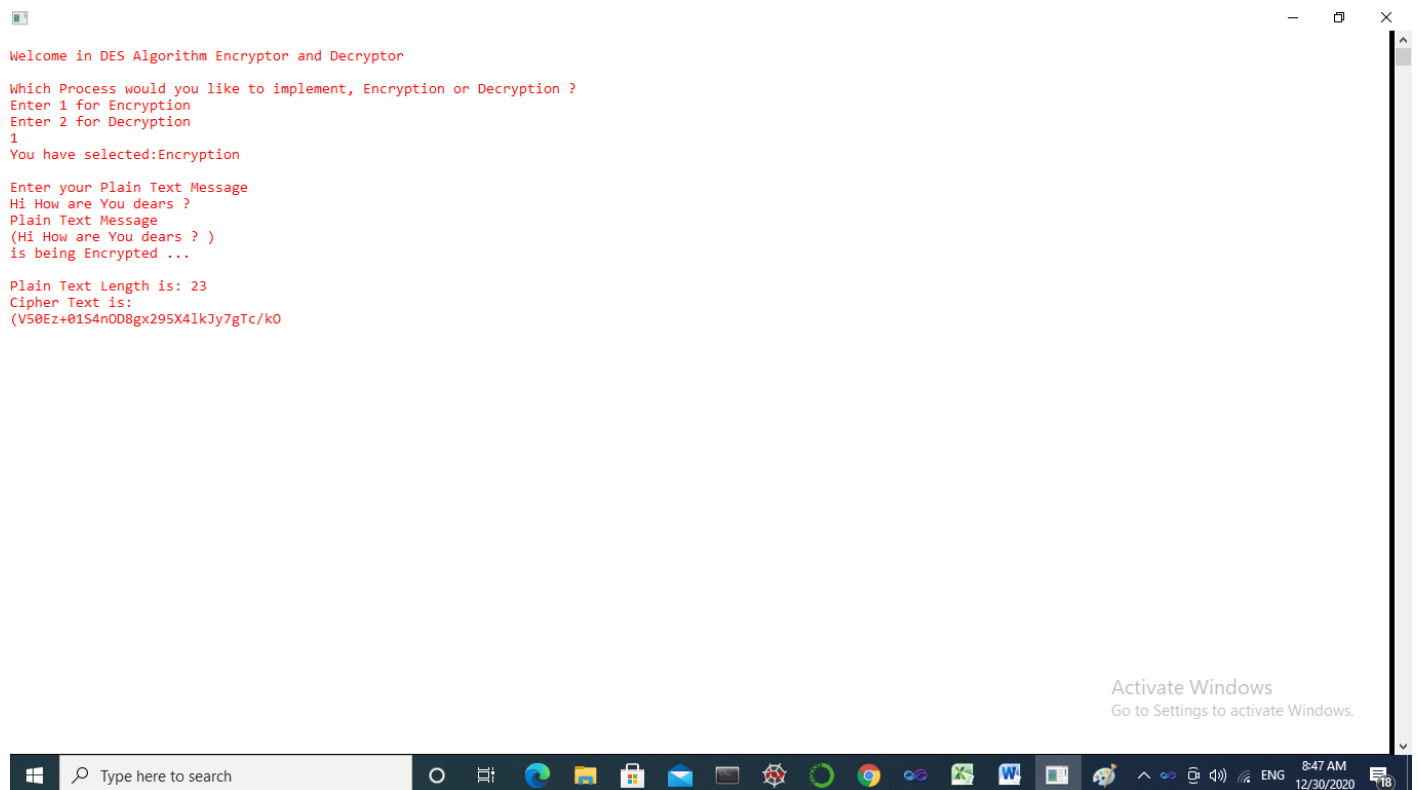 Welcome in DES Algorithm Encryptor and Decryptor
Which Process would you like to implement, Encryption or Decryption ?
Enter 1 for Encryption
Enter 2 for Decryption
1
You have selected:Encryption
Enter your Plain Text Message
Hi How are You dears ?
Plain Text Message
(Hi How are You dears ? )
is being Encrypted ...
Plain Text Length is: 23
Cipher Text is:
(V50Ez+01S4nOD8gx295X4lkJy7gTc/kO
Activate Windows
Go to Settings to activate Windows.
Type here to search
ENG
8:47 AM
12/30/2020
18